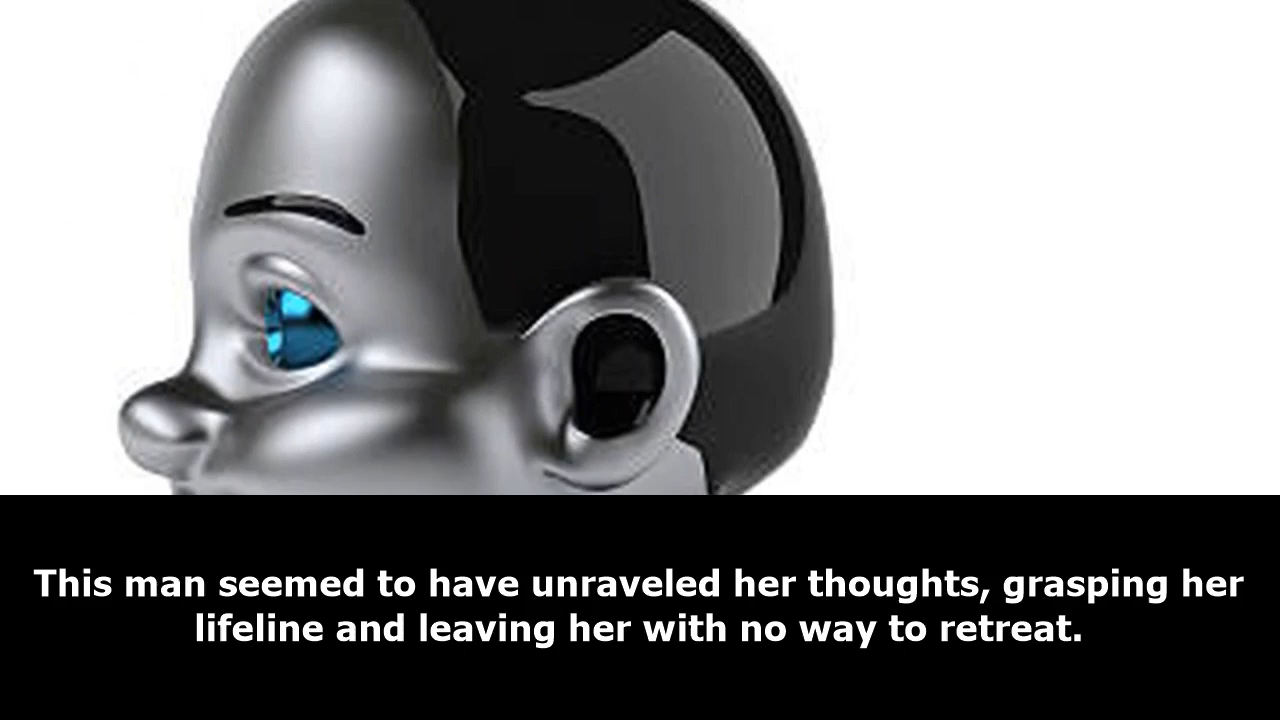 This man seemed to have unraveled her thoughts, grasping her
lifeline and leaving her with no way to retreat.